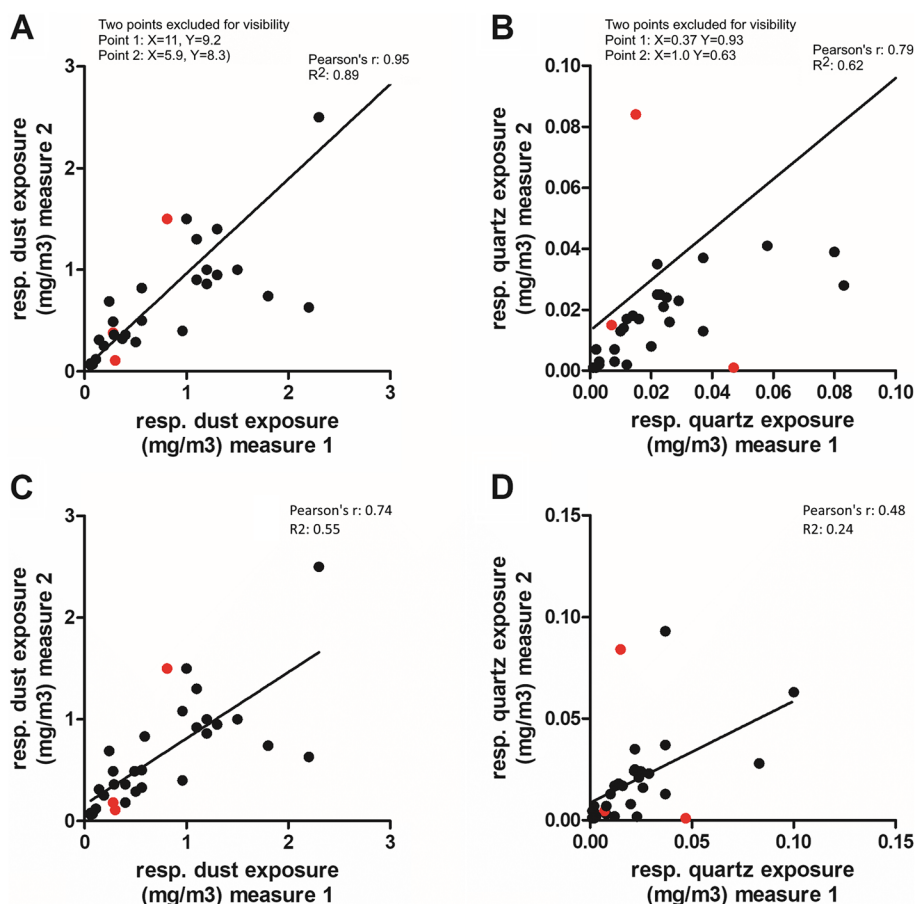 A
Two points excluded for visibility
Point 1: X=11, Y=9.2
Point 2: X=5.9, Y=8.3)
Pearson's r: 0.95
R2: 0.89
3
2
1
0
0
1
2
3
resp. dust exposure
(mg/m3) measure 2
resp. dust exposure
(mg/m3) measure 1
B
Two points excluded for visibility
Point 1: X=0.37 Y=0.93
Point 2: X=1.0 Y=0.63
Pearson's r: 0.79
R2: 0.62
0.10
0.08
0.06
0.04
0.02
0.00
0.00
0.02
0.04
0.06
0.08
0.10
resp. quartz exposure
(mg/m3) measure 2
resp. quartz exposure
(mg/m3) measure 1
C
Pearson's r: 0.74
R2: 0.55
3
2
1
0
0
1
2
3
resp. dust exposure
(mg/m3) measure 2
resp. dust exposure
(mg/m3) measure 1
D
Pearson's r: 0.48
R2: 0.24
0.15
0.10
0.05
0.00
0.00
0.05
0.10
0.15
resp. quartz exposure
(mg/m3) measure 2
resp. quartz exposure
(mg/m3) measure 1